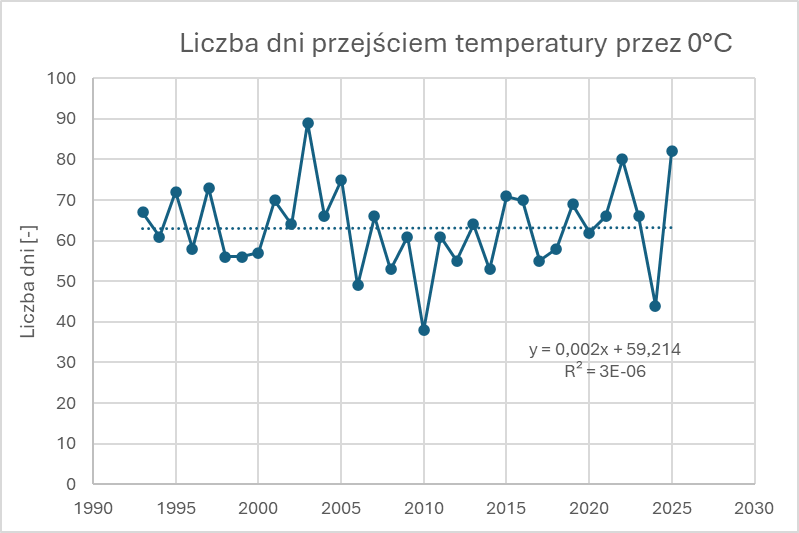 Liczba dni przejściem temperatury przez 0°C
100
90
80
70
60
50
40
30
20
10
0
Liczba dni [-]
y = 0,002x + 59,214
R² = 3E-06
1990 1995 2000 2005 2010 2015 2020 2025 2030